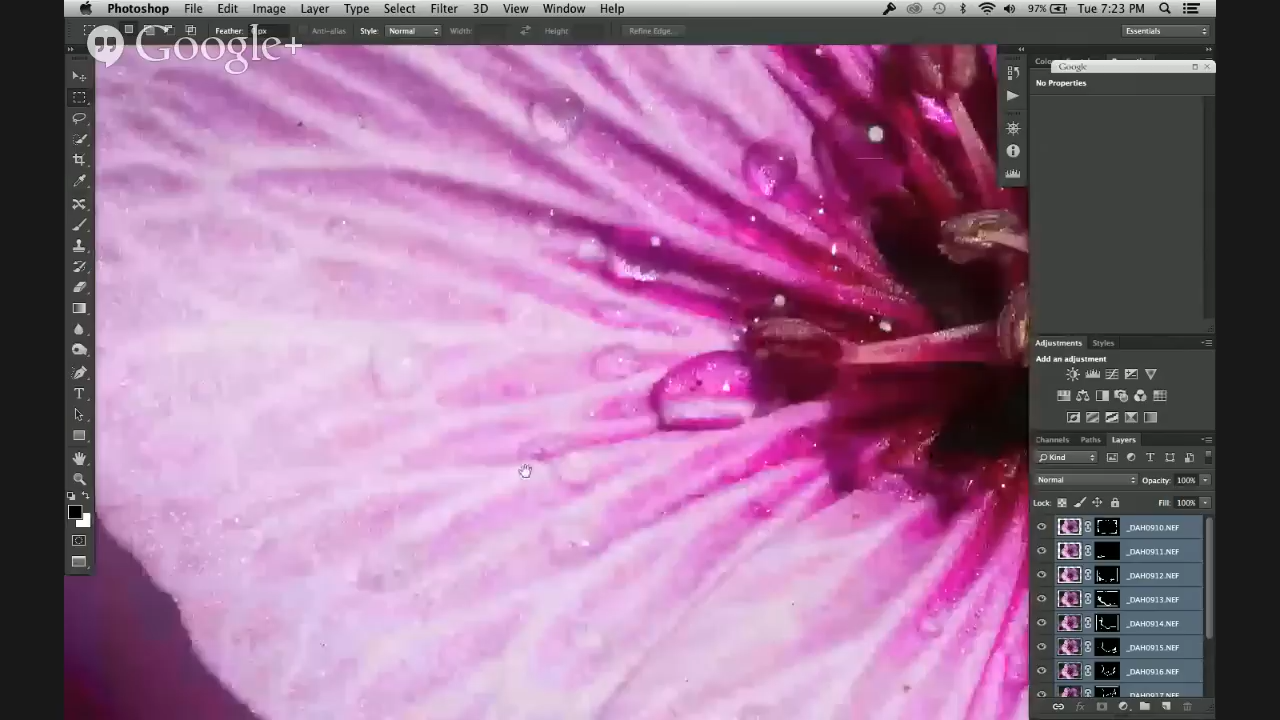 Photoshop File Edit Image Layer Type Select Filter 3D View Window Help 97% Tue 7:23 PM
Feather: Anti-alias Style: Normal Width: Height: Refine Edge... Essentials
Google+
Google
No Properties
Adjustments Styles
Add an adjustment
Channels Paths Layers
Kind
Normal Opacity: 100%
Lock: Fill: 100%
_DAH0910.NEF
_DAH0911.NEF
_DAH0912.NEF
_DAH0913.NEF
_DAH0914.NEF
_DAH0915.NEF
_DAH0916.NEF
_DAH0917.NEF